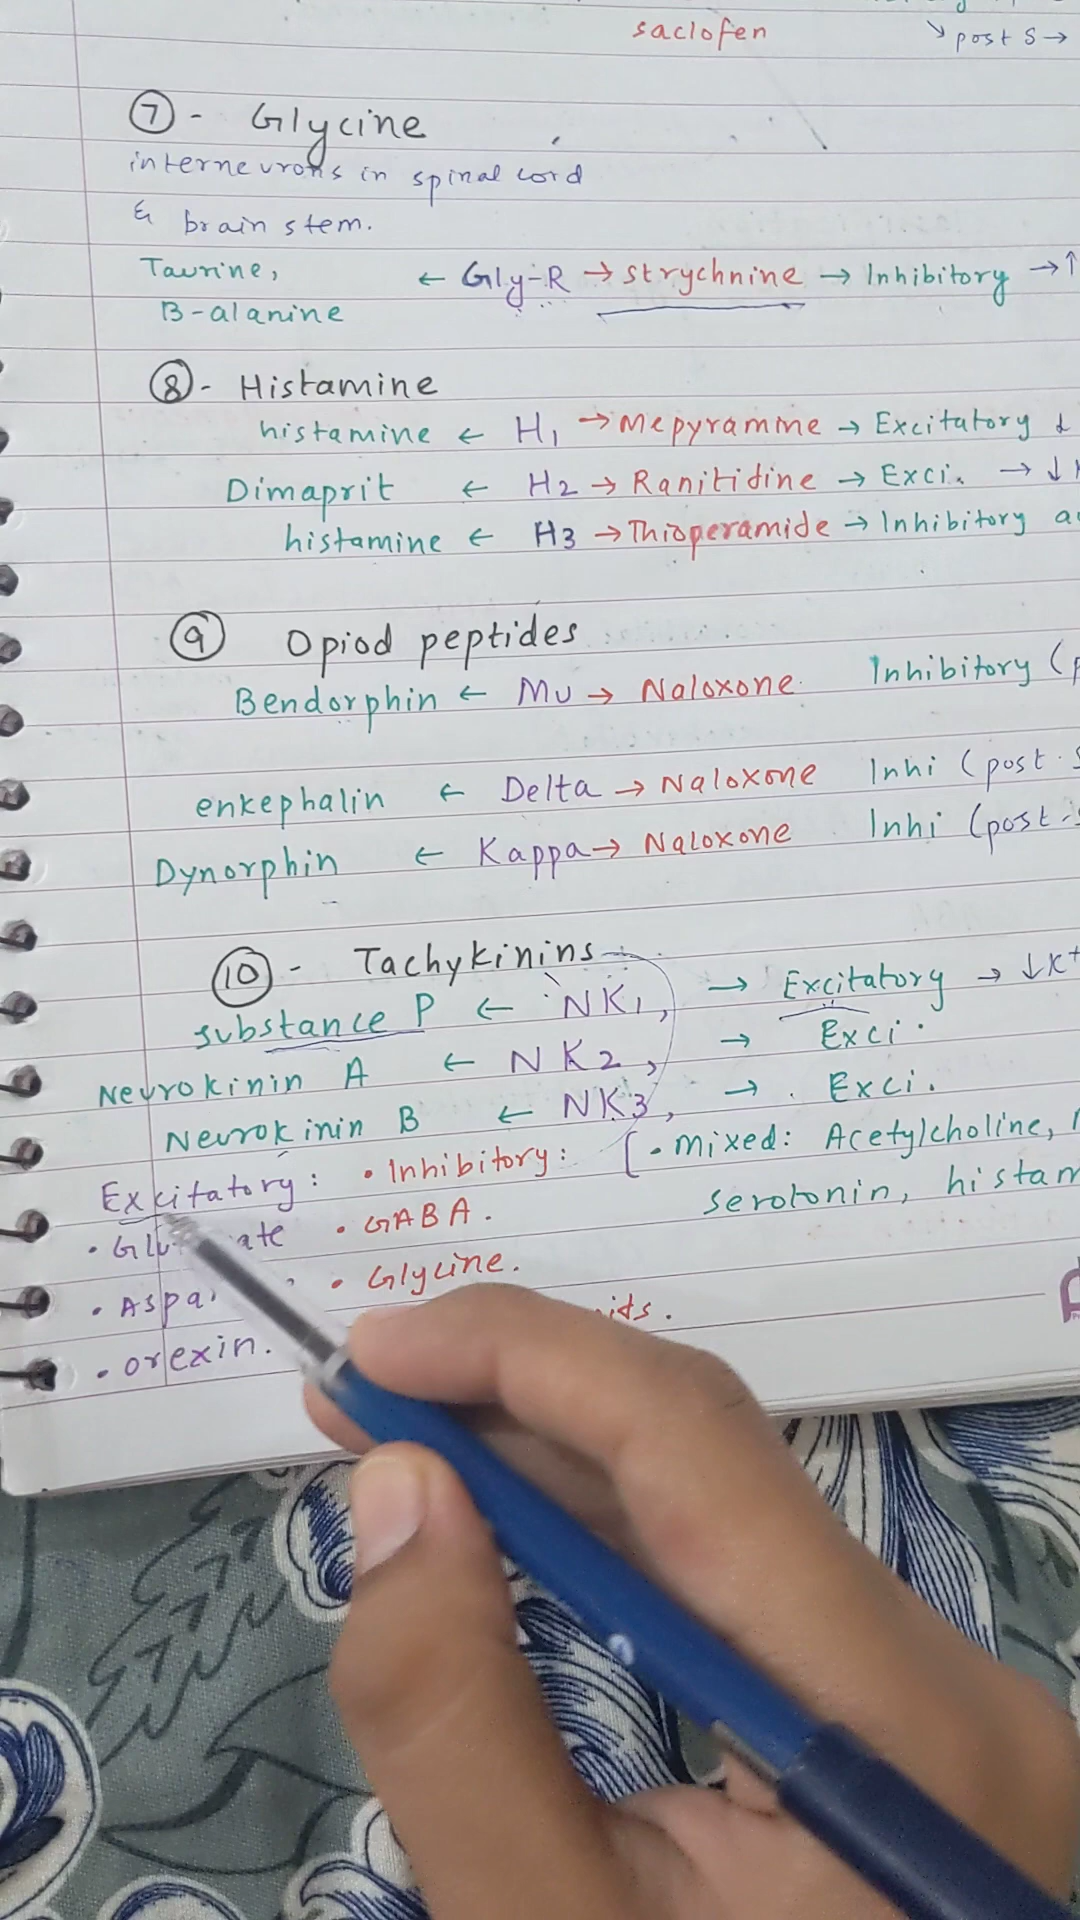 saclofen
↘ post S →
⑦ - Glycine
interneurons in spinal cord
& brain stem.
Taurine, ← Gly-R → strychnine → Inhibitory → ↑
B-alanine
⑧ - Histamine
histamine ← H1 → Mepyramine → Excitatory ↓
Dimaprit ← H2 → Ranitidine → Exci. → ↓
histamine ← H3 → Thioperamide → Inhibitory
⑨ Opiod peptides
Bendorphin ← Mu → Naloxone. Inhibitory (
enkephalin ← Delta → Naloxone Inhi (post.
Dynorphin ← Kappa → Naloxone Inhi (post.
⑩ - Tachykinins
substance P ← NK1, → Excitatory → ↓K+
Neurokinin A ← NK2, → Exci.
Neurokinin B ← NK3, → Exci.
Excitatory: • Inhibitory: [• Mixed: Acetylcholine,
serotonin,
• GABA.
• Glycine.
• orexin.